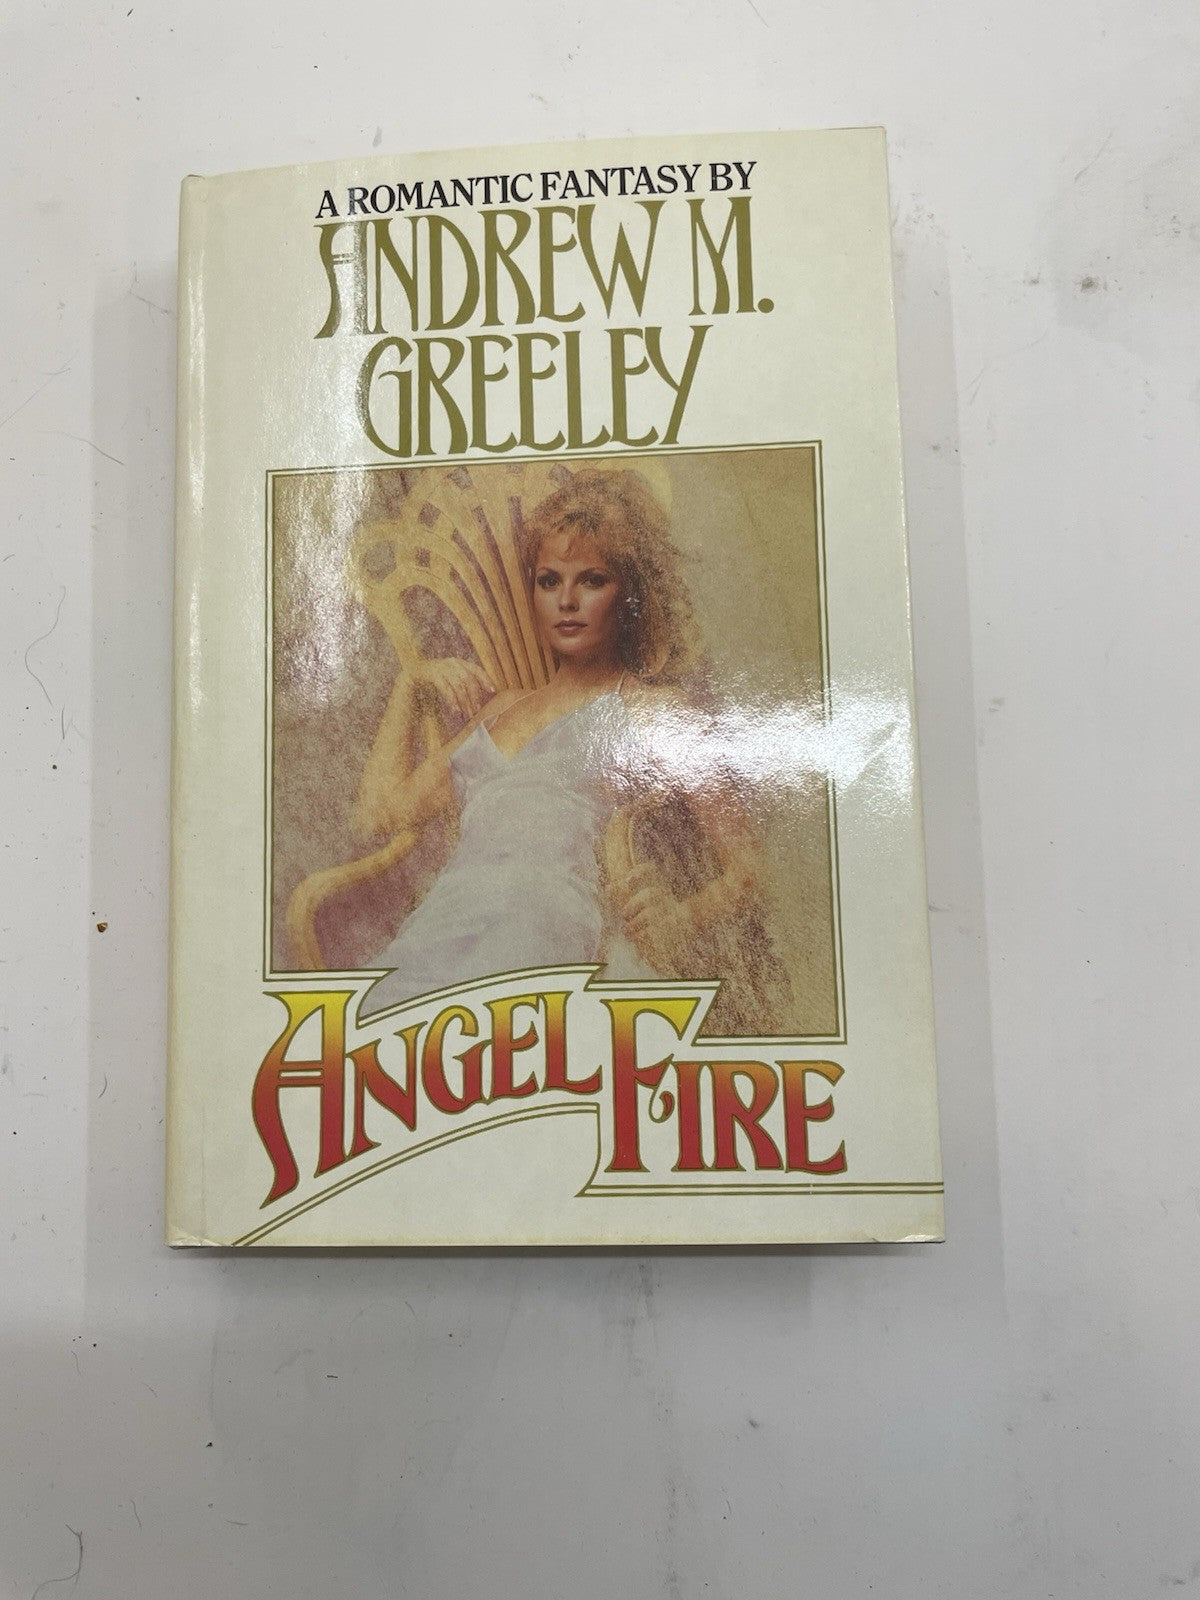 A ROMANTIC FANTASY BY
ANDREW M.
GREELEY
ANGEL FIRE